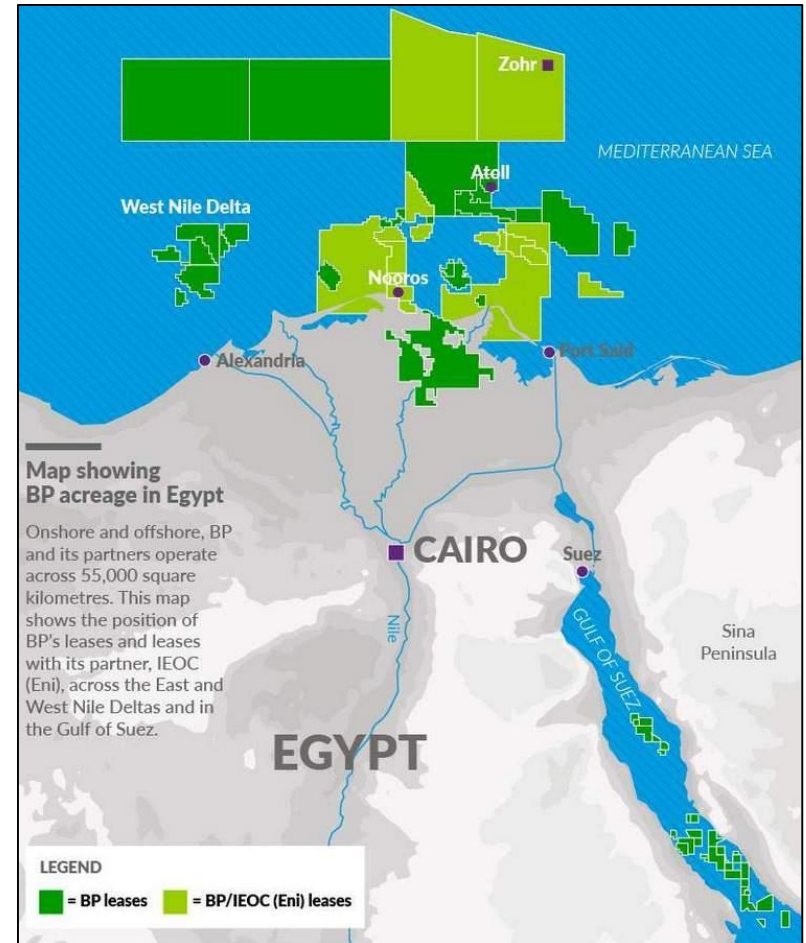 Zohr
MEDITERRANEAN SEA
Atoll
West Nile Delta
Nooros
Alexandria
Port Said
Map showing
BP acreage in Egypt
Onshore and offshore, BP
and its partners operate
across 55,000 square
kilometres. This map
shows the position of
BP's leases and leases
with its partner, IEOC
(Eni), across the East and
West Nile Deltas and in
the Gulf of Suez.
CAIRO
Suez
Nile
GULF OF SUEZ
Sina
Peninsula
EGYPT
LEGEND
= BP leases = BP/IEOC (Eni) leases